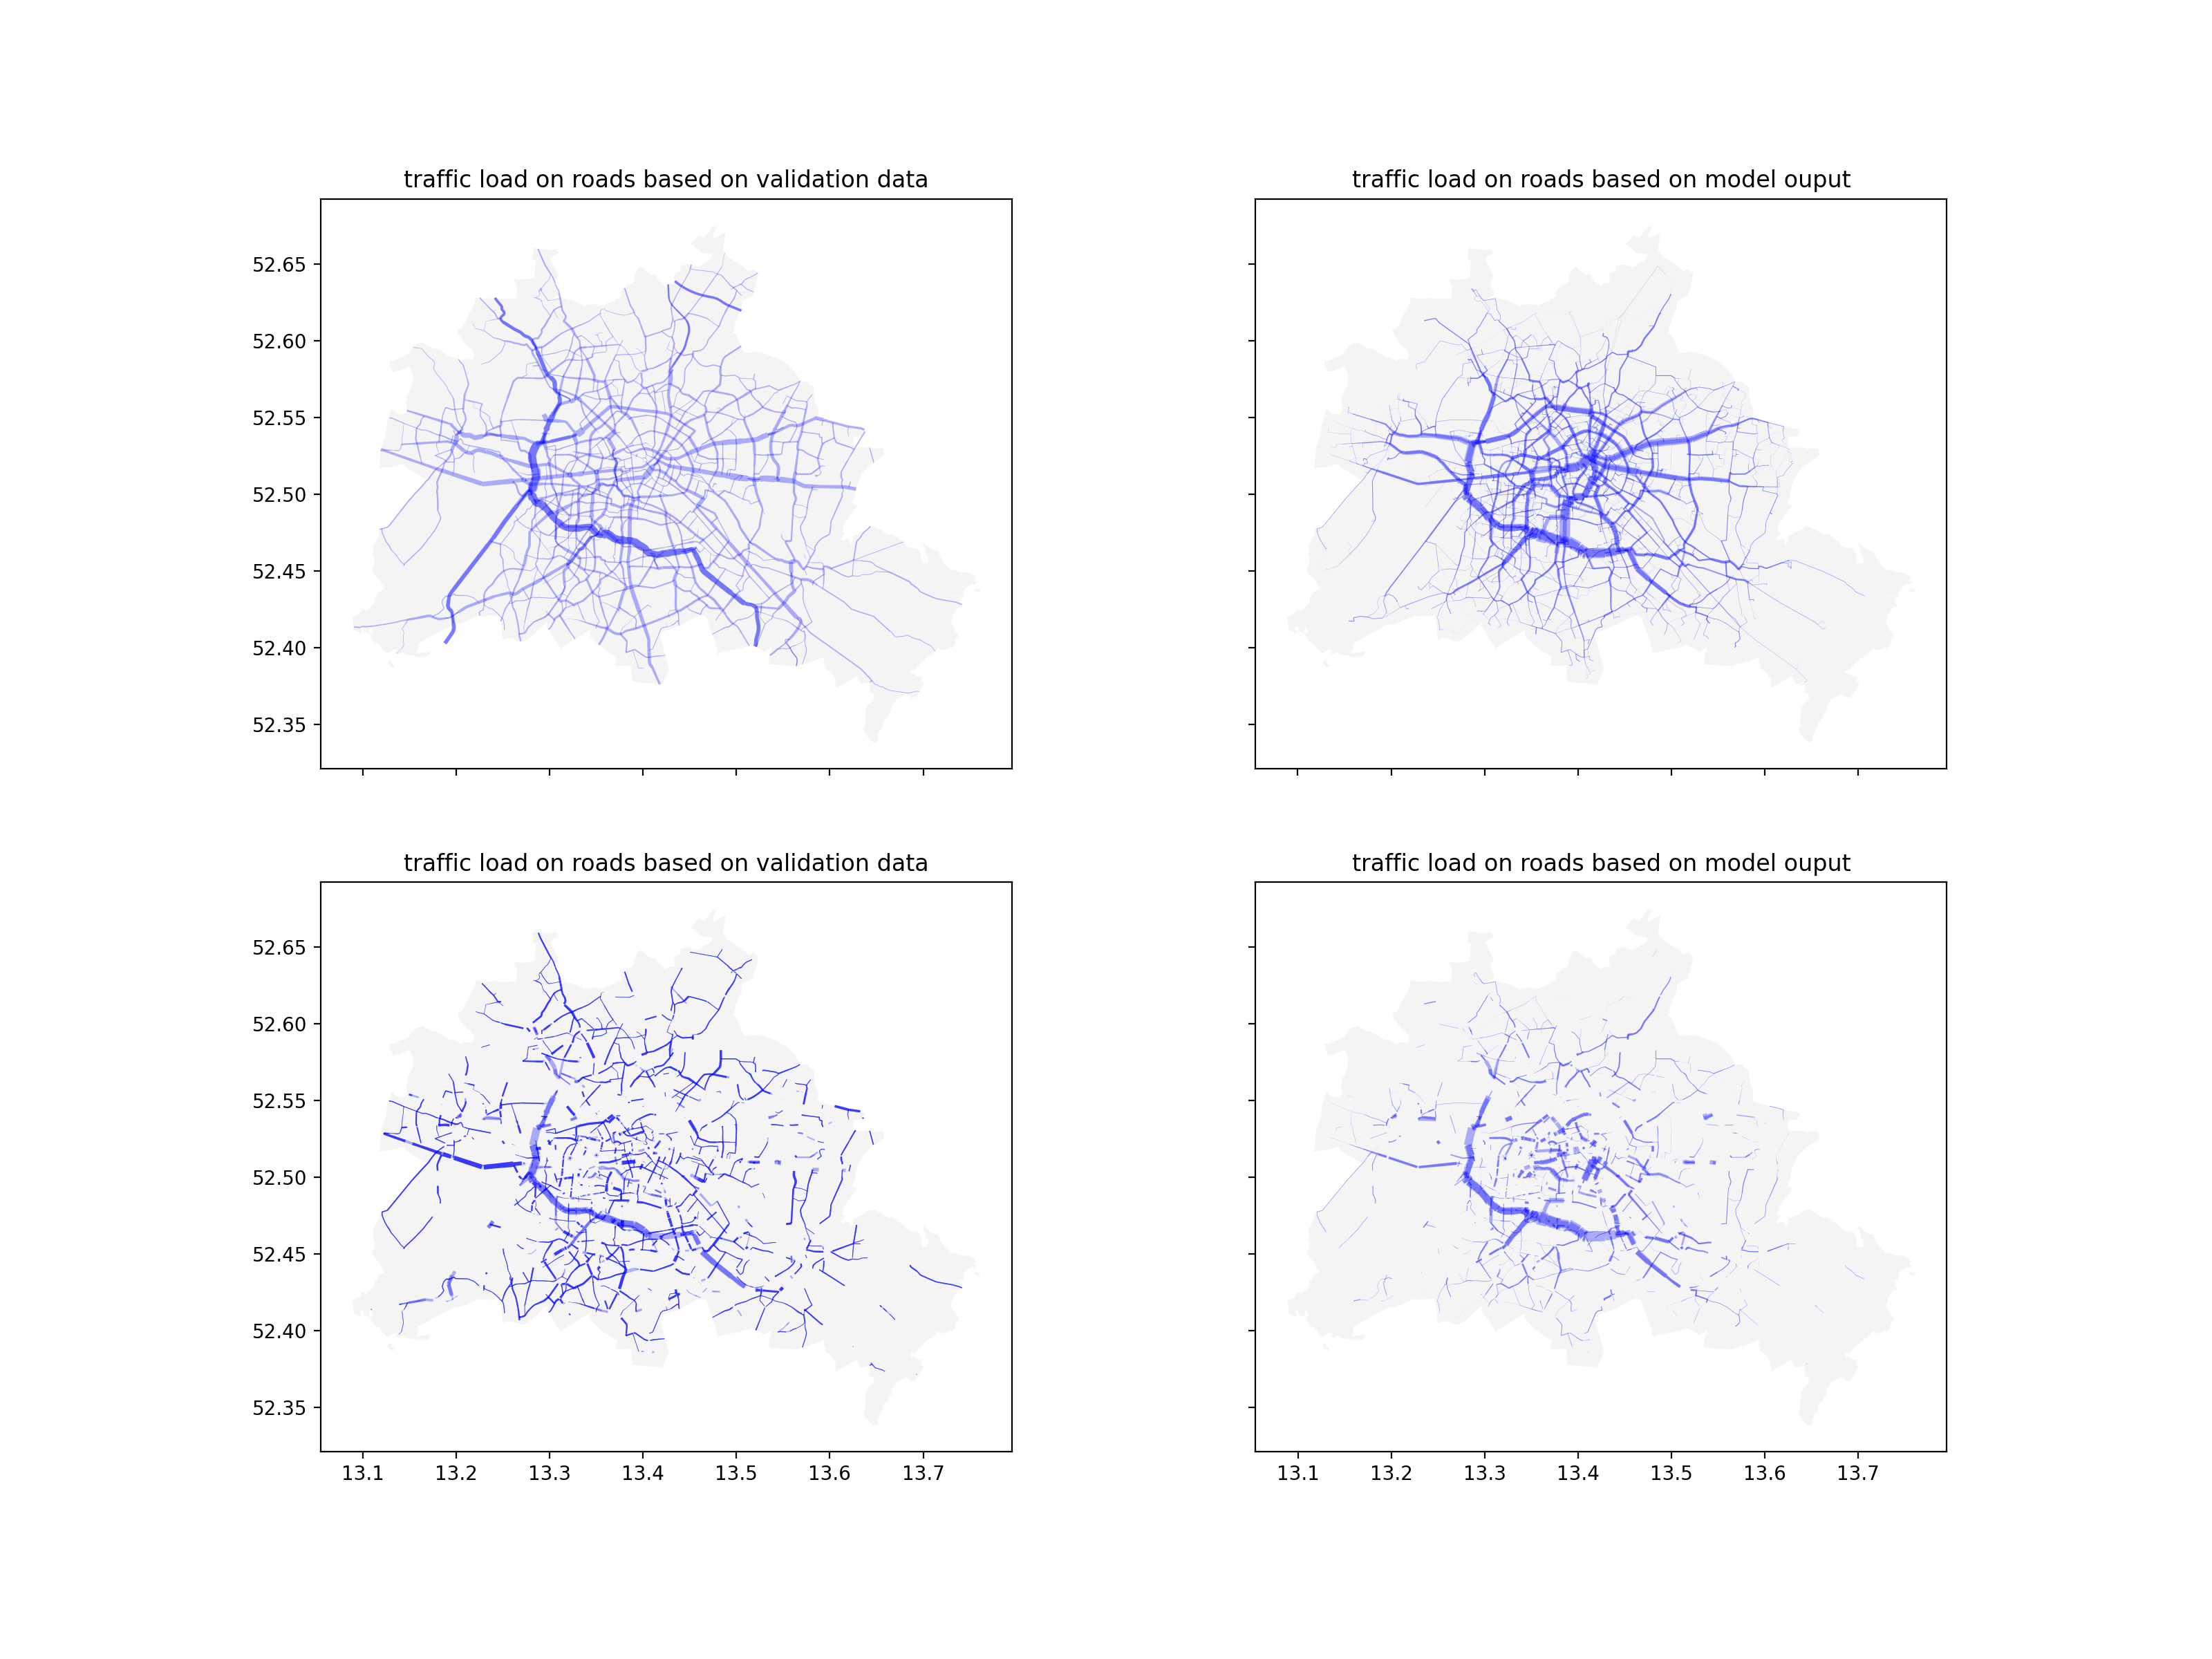 traffic load on roads based on validation data
traffic load on roads based on model ouput
52.65
52.60
52.55
52.50
52.45
52.40
52.35
traffic load on roads based on validation data
traffic load on roads based on model ouput
52.65
52.60
52.55
52.50
52.45
52.40
52.35
13.1 13.2 13.3 13.4 13.5 13.6 13.7
13.1 13.2 13.3 13.4 13.5 13.6 13.7